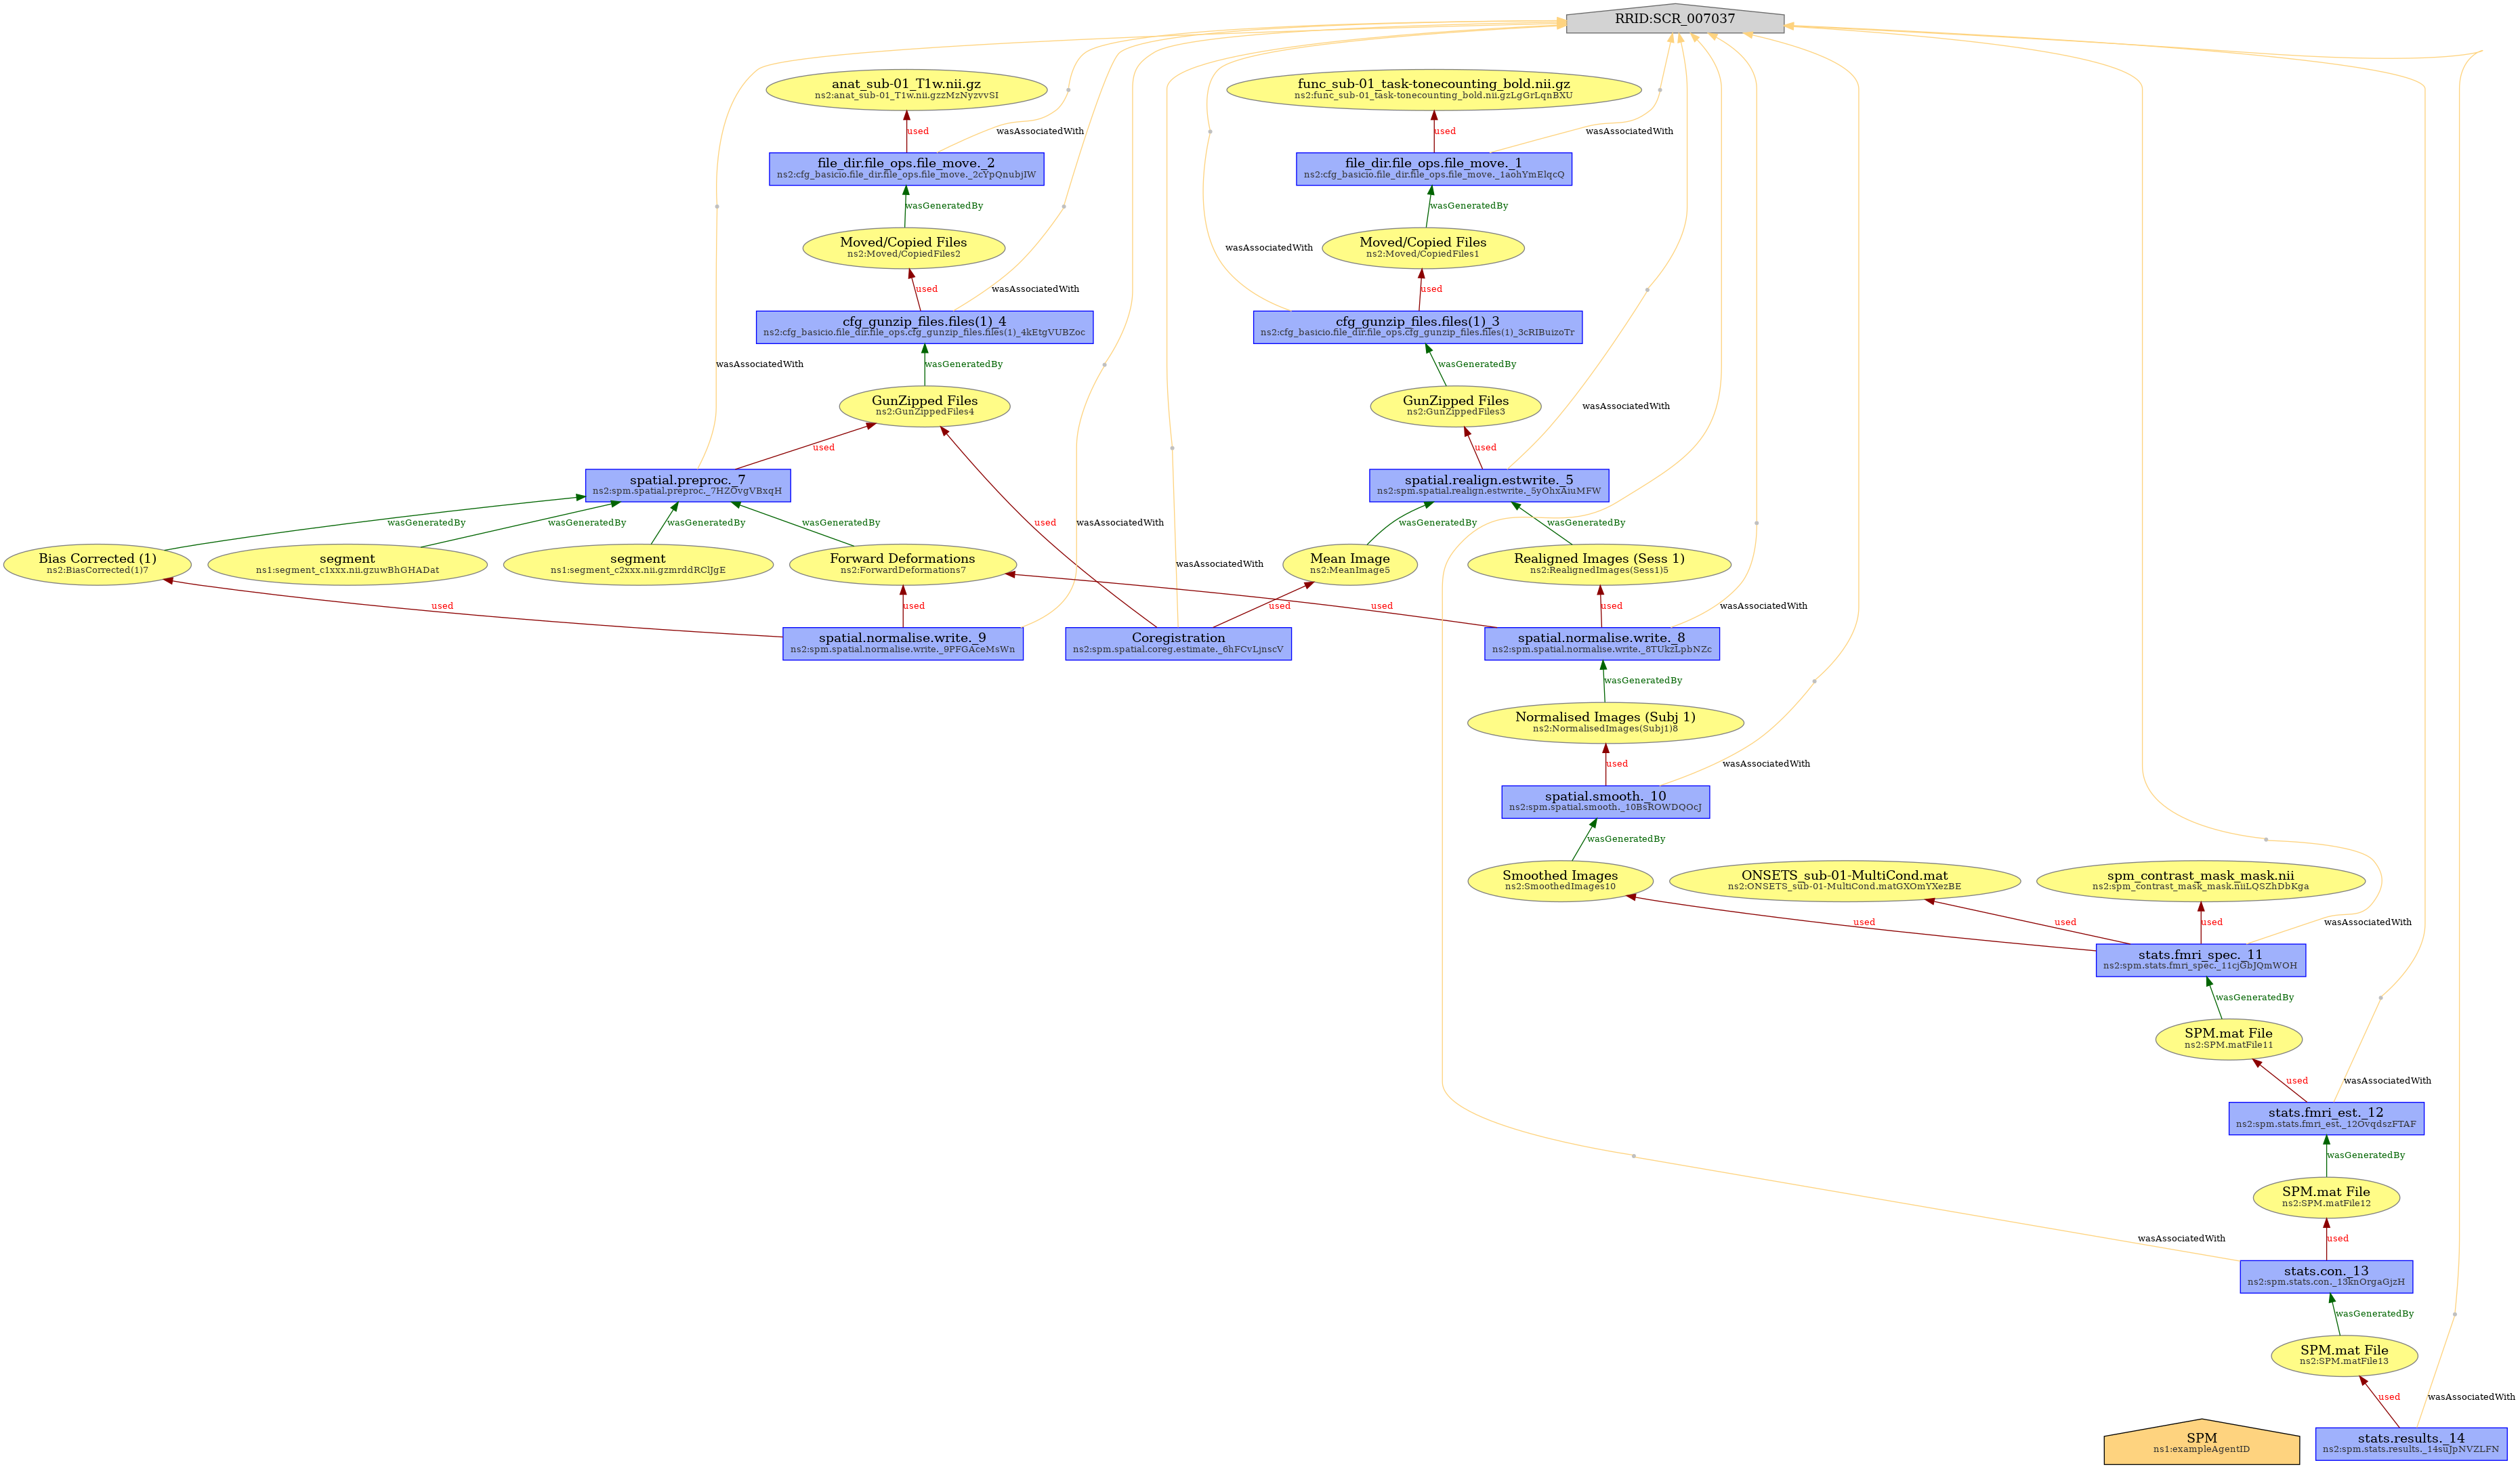 RRID:SCR_007037
anat_sub-01_T1w.nii.gz
ns2:anat_sub-01_T1w.nii.gzzMzNyzvvSI
func_sub-01_task-tonecounting_bold.nii.gz
ns2:func_sub-01_task-tonecounting_bold.nii.gzLgGrLqnBXU
used
wasAssociatedWith
used
wasAssociatedWith
file_dir.file_ops.file_move._2
ns2:cfg_basicio.file_dir.file_ops.file_move._2cYpQnubjIW
file_dir.file_ops.file_move._1
ns2:cfg_basicio.file_dir.file_ops.file_move._1aohYmElqcQ
wasGeneratedBy
wasGeneratedBy
Moved/Copied Files
ns2:Moved/CopiedFiles2
wasAssociatedWith
Moved/Copied Files
ns2:Moved/CopiedFiles1
used
wasAssociatedWith
used
cfg_gunzip_files.files(1)_4
ns2:cfg_basicio.file_dir.file_ops.cfg_gunzip_files.files(1)_4kEtgVUBZoc
cfg_gunzip_files.files(1)_3
ns2:cfg_basicio.file_dir.file_ops.cfg_gunzip_files.files(1)_3cRIBuizoTr
wasAssociatedWith
wasGeneratedBy
wasGeneratedBy
GunZipped Files
ns2:GunZippedFiles4
GunZipped Files
ns2:GunZippedFiles3
wasAssociatedWith
used
used
spatial.preproc._7
ns2:spm.spatial.preproc._7HZOvgVBxqH
spatial.realign.estwrite._5
ns2:spm.spatial.realign.estwrite._5yOhxAiuMFW
wasGeneratedBy
wasGeneratedBy
wasGeneratedBy
wasGeneratedBy
used
wasAssociatedWith
wasGeneratedBy
wasGeneratedBy
Bias Corrected (1)
ns2:BiasCorrected(1)7
segment
ns1:segment_c1xxx.nii.gzuwBhGHADat
segment
ns1:segment_c2xxx.nii.gzmrddRClJgE
Forward Deformations
ns2:ForwardDeformations7
wasAssociatedWith
Mean Image
ns2:MeanImage5
Realigned Images (Sess 1)
ns2:RealignedImages(Sess1)5
used
used
used
used
used
wasAssociatedWith
spatial.normalise.write._9
ns2:spm.spatial.normalise.write._9PFGAceMsWn
Coregistration
ns2:spm.spatial.coreg.estimate._6hFCvLjnscV
spatial.normalise.write._8
ns2:spm.spatial.normalise.write._8TUkzLpbNZc
wasGeneratedBy
Normalised Images (Subj 1)
ns2:NormalisedImages(Subj1)8
used
wasAssociatedWith
spatial.smooth._10
ns2:spm.spatial.smooth._10BsROWDQOcJ
wasGeneratedBy
Smoothed Images
ns2:SmoothedImages10
ONSETS_sub-01-MultiCond.mat
ns2:ONSETS_sub-01-MultiCond.matGXOmYXezBE
spm_contrast_mask_mask.nii
ns2:spm_contrast_mask_mask.niiLQSZhDbKga
used
used
used
wasAssociatedWith
stats.fmri_spec._11
ns2:spm.stats.fmri_spec._11cjGbJQmWOH
wasGeneratedBy
SPM.mat File
ns2:SPM.matFile11
used
wasAssociatedWith
stats.fmri_est._12
ns2:spm.stats.fmri_est._12OvqdszFTAF
wasGeneratedBy
SPM.mat File
ns2:SPM.matFile12
wasAssociatedWith
used
stats.con._13
ns2:spm.stats.con._13knOrgaGjzH
wasGeneratedBy
SPM.mat File
ns2:SPM.matFile13
used
wasAssociatedWith
SPM
ns1:exampleAgentID
stats.results._14
ns2:spm.stats.results._14suJpNVZLFN